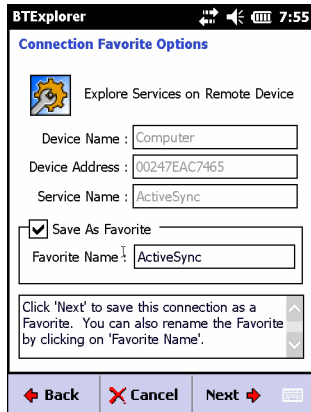 BTExplorer 7:55
Connection Favorite Options
Explore Services on Remote Device
Device Name : Computer
Device Address : 00247EAC7465
Service Name : ActiveSync
Save As Favorite
Favorite Name : ActiveSync
Click 'Next' to save this connection as a
Favorite. You can also rename the Favorite
by clicking on 'Favorite Name'.
Back Cancel Next